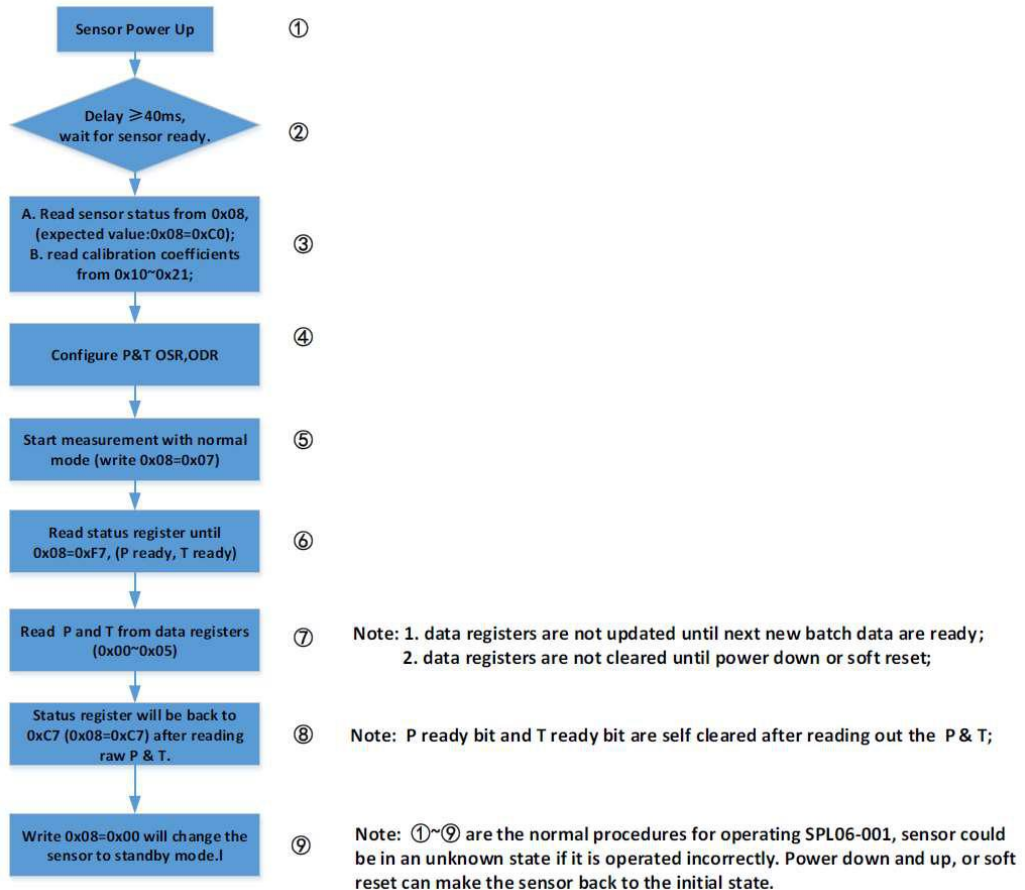 Sensor Power Up
①
Delay ≥40ms,
wait for sensor ready.
②
A. Read sensor status from 0x08,
(expected value:0x08=0xC0);
B. read calibration coefficients
from 0x10~0x21;
③
Configure P&T OSR,ODR
④
Start measurement with normal
mode (write 0x08=0x07)
⑤
Read status register until
0x08=0xF7, (P ready, T ready)
⑥
Read P and T from data registers
(0x00~0x05)
⑦
Note: 1. data registers are not updated until next new batch data are ready;
2. data registers are not cleared until power down or soft reset;
Status register will be back to
0xC7 (0x08=0xC7) after reading
raw P & T.
⑧
Note: P ready bit and T ready bit are self cleared after reading out the P & T;
Write 0x08=0x00 will change the
sensor to standby mode.l
⑨
Note: ①~⑨ are the normal procedures for operating SPL06-001, sensor could
be in an unknown state if it is operated incorrectly. Power down and up, or soft
reset can make the sensor back to the initial state.